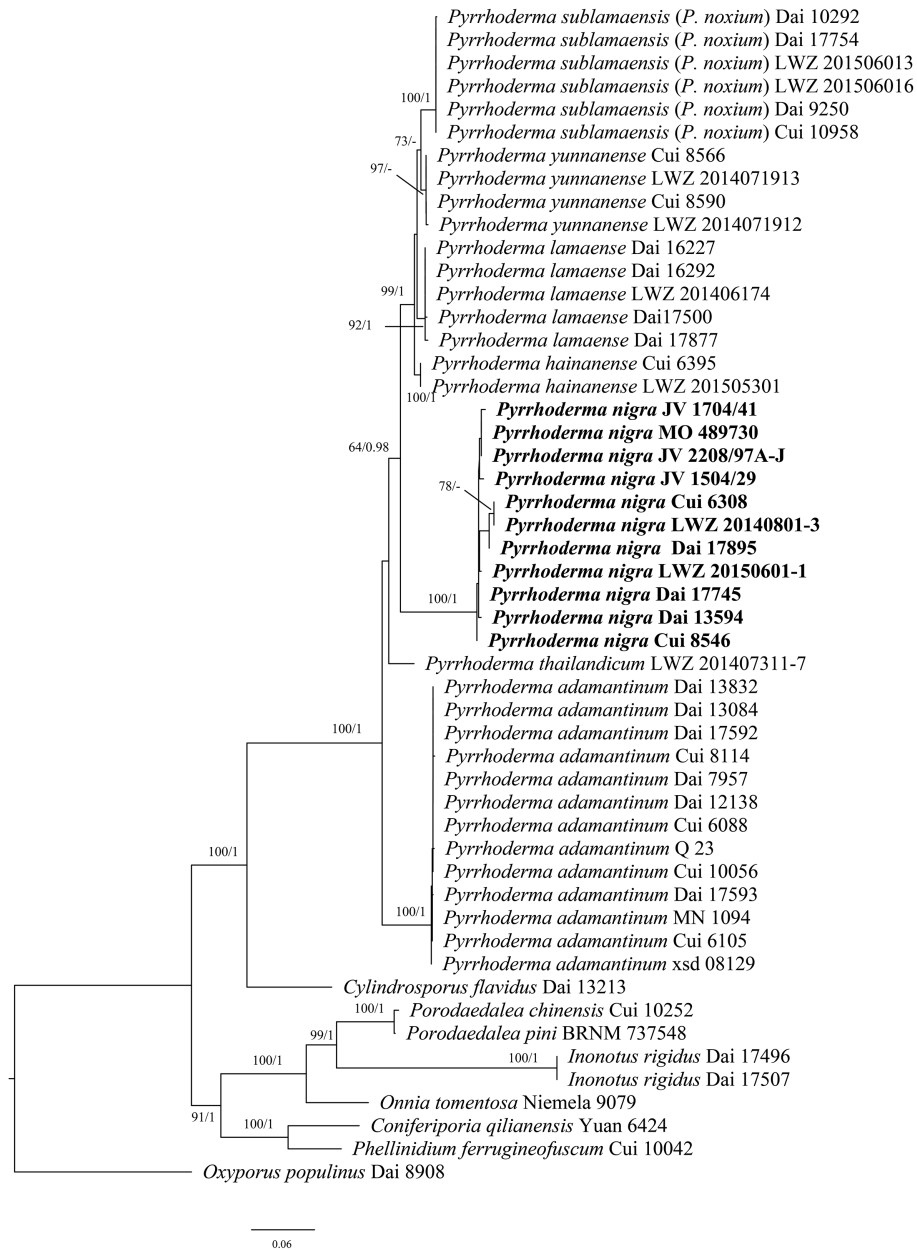 Pyrrhoderma sublamaensis (P. noxium) Dai 10292
Pyrrhoderma sublamaensis (P. noxium) Dai 17754
Pyrrhoderma sublamaensis (P. noxium) LWZ 201506013
Pyrrhoderma sublamaensis (P. noxium) LWZ 201506016
100/1
Pyrrhoderma sublamaensis (P. noxium) Dai 9250
Pyrrhoderma sublamaensis (P. noxium) Cui 10958
73/-
Pyrrhoderma yunnanense Cui 8566
97/-
Pyrrhoderma yunnanense LWZ 2014071913
Pyrrhoderma yunnanense Cui 8590
Pyrrhoderma yunnanense LWZ 2014071912
Pyrrhoderma lamaense Dai 16227
Pyrrhoderma lamaense Dai 16292
99/1
Pyrrhoderma lamaense LWZ 201406174
Pyrrhoderma lamaense Dai17500
92/1
Pyrrhoderma lamaense Dai 17877
Pyrrhoderma hainanense Cui 6395
Pyrrhoderma hainanense LWZ 201505301
100/1
Pyrrhoderma nigra JV 1704/41
Pyrrhoderma nigra MO 489730
64/0.98
Pyrrhoderma nigra JV 2208/97A-J
Pyrrhoderma nigra JV 1504/29
78/-
Pyrrhoderma nigra Cui 6308
Pyrrhoderma nigra LWZ 20140801-3
Pyrrhoderma nigra Dai 17895
Pyrrhoderma nigra LWZ 20150601-1
100/1
Pyrrhoderma nigra Dai 17745
Pyrrhoderma nigra Dai 13594
Pyrrhoderma nigra Cui 8546
Pyrrhoderma thailandicum LWZ 201407311-7
Pyrrhoderma adamantinum Dai 13832
Pyrrhoderma adamantinum Dai 13084
100/1
Pyrrhoderma adamantinum Dai 17592
Pyrrhoderma adamantinum Cui 8114
Pyrrhoderma adamantinum Dai 7957
Pyrrhoderma adamantinum Dai 12138
Pyrrhoderma adamantinum Cui 6088
100/1
Pyrrhoderma adamantinum Q 23
Pyrrhoderma adamantinum Cui 10056
Pyrrhoderma adamantinum Dai 17593
100/1
Pyrrhoderma adamantinum MN 1094
Pyrrhoderma adamantinum Cui 6105
Pyrrhoderma adamantinum xsd 08129
Cylindrosporus flavidus Dai 13213
100/1
Porodaedalea chinensis Cui 10252
99/1
Porodaedalea pini BRNM 737548
100/1
100/1
Inonotus rigidus Dai 17496
Inonotus rigidus Dai 17507
Onnia tomentosa Niemela 9079
91/1
100/1
Coniferiporia qilianensis Yuan 6424
Phellinidium ferrugineofuscum Cui 10042
Oxyporus populinus Dai 8908
0.06